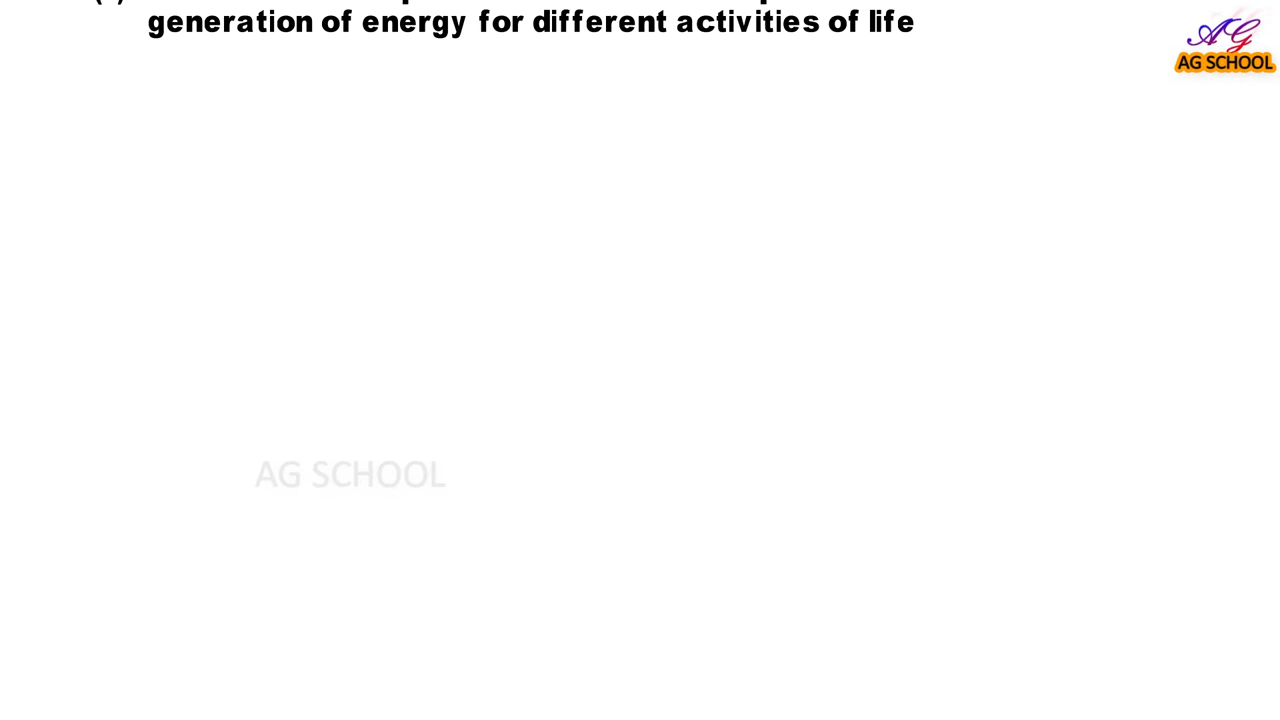 generation of energy for different activities of life
AG
AG SCHOOL
AG SCHOOL